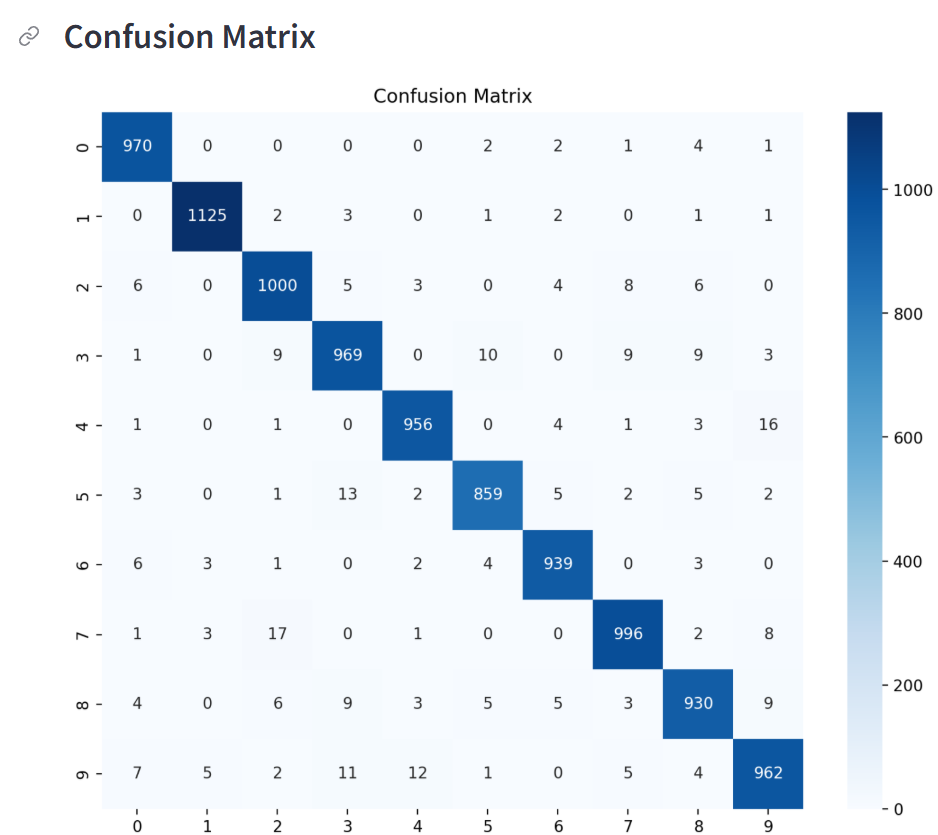 Confusion Matrix
Confusion Matrix
0 970 0 0 0 0 2 2 1 4 1
1 0 1125 2 3 0 1 2 0 1 1
2 6 0 1000 5 3 0 4 8 6 0
3 1 0 9 969 0 10 0 9 9 3
4 1 0 1 0 956 0 4 1 3 16
5 3 0 1 13 2 859 5 2 5 2
6 6 3 1 0 2 4 939 0 3 0
7 1 3 17 0 1 0 0 996 2 8
8 4 0 6 9 3 5 5 3 930 9
9 7 5 2 11 12 1 0 5 4 962
0 1 2 3 4 5 6 7 8 9
1000
800
600
400
200
0